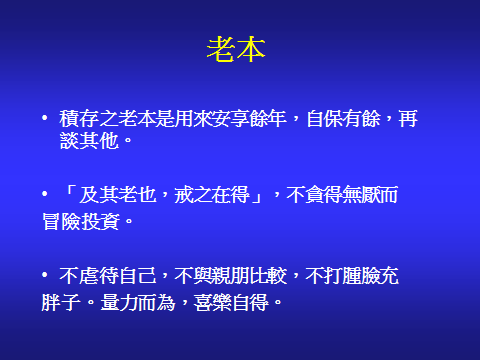 老本
• 積存之老本是用來安享餘年，自保有餘，再
談其他。
• 「及其老也，戒之在得」，不貪得無厭而
冒險投資。
• 不虐待自己，不與親朋比較，不打腫臉充
胖子。量力而為，喜樂自得。